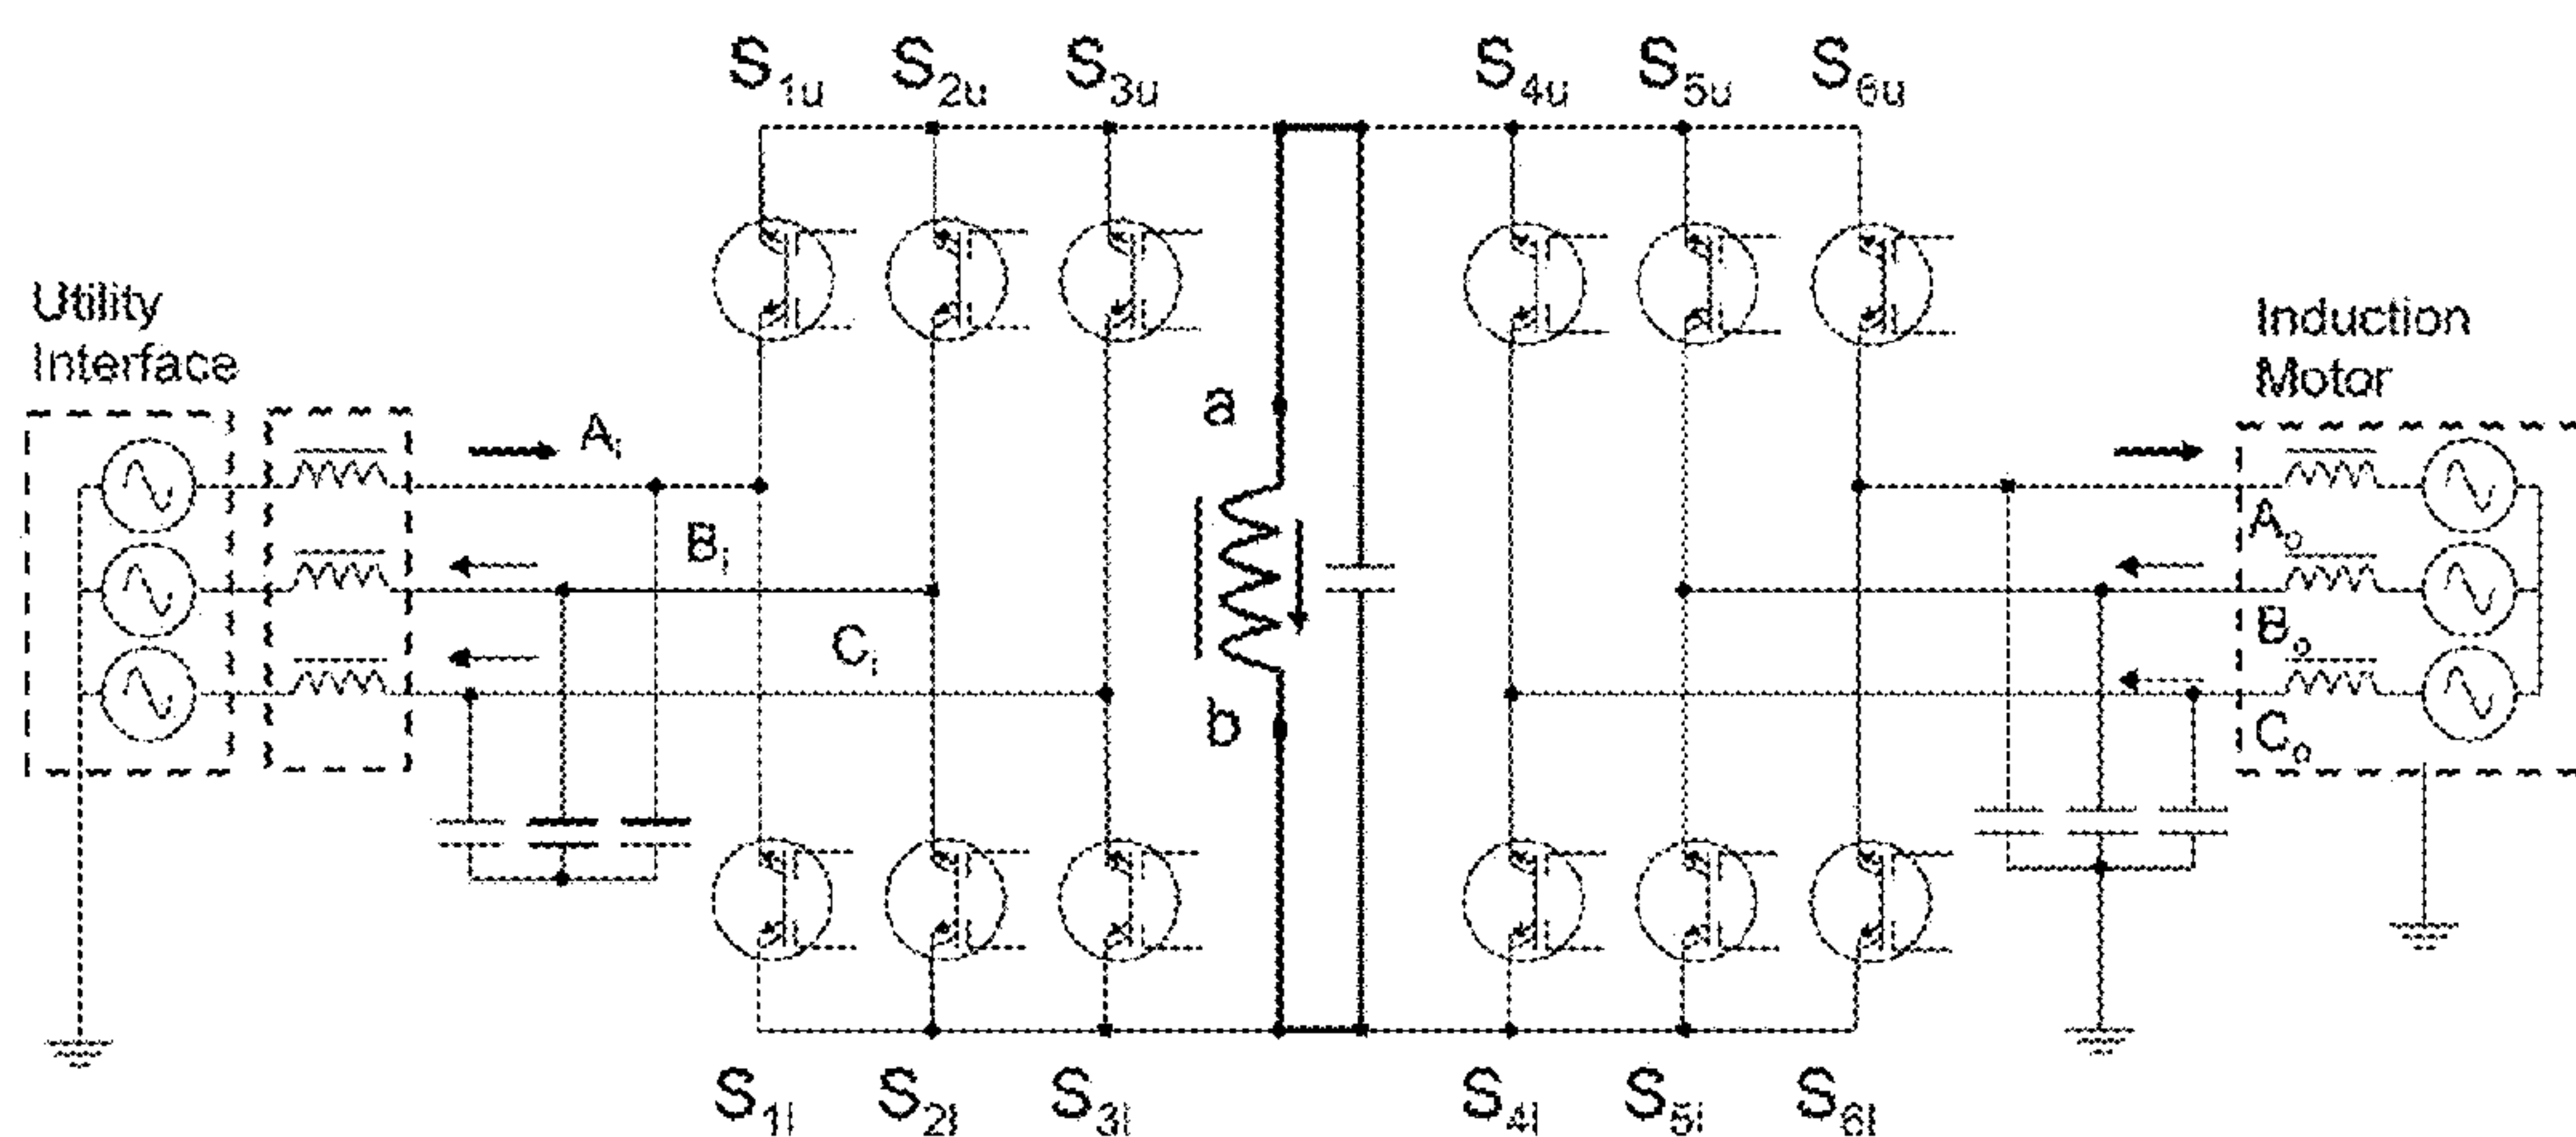 S1u S2u S3u S4u S5u S6u
Utility
Interface
Induction
Motor
a
Ai
Bi
Ao
Ci
Bo
b
Co
S1l S2l S3l S4l S5l S6l